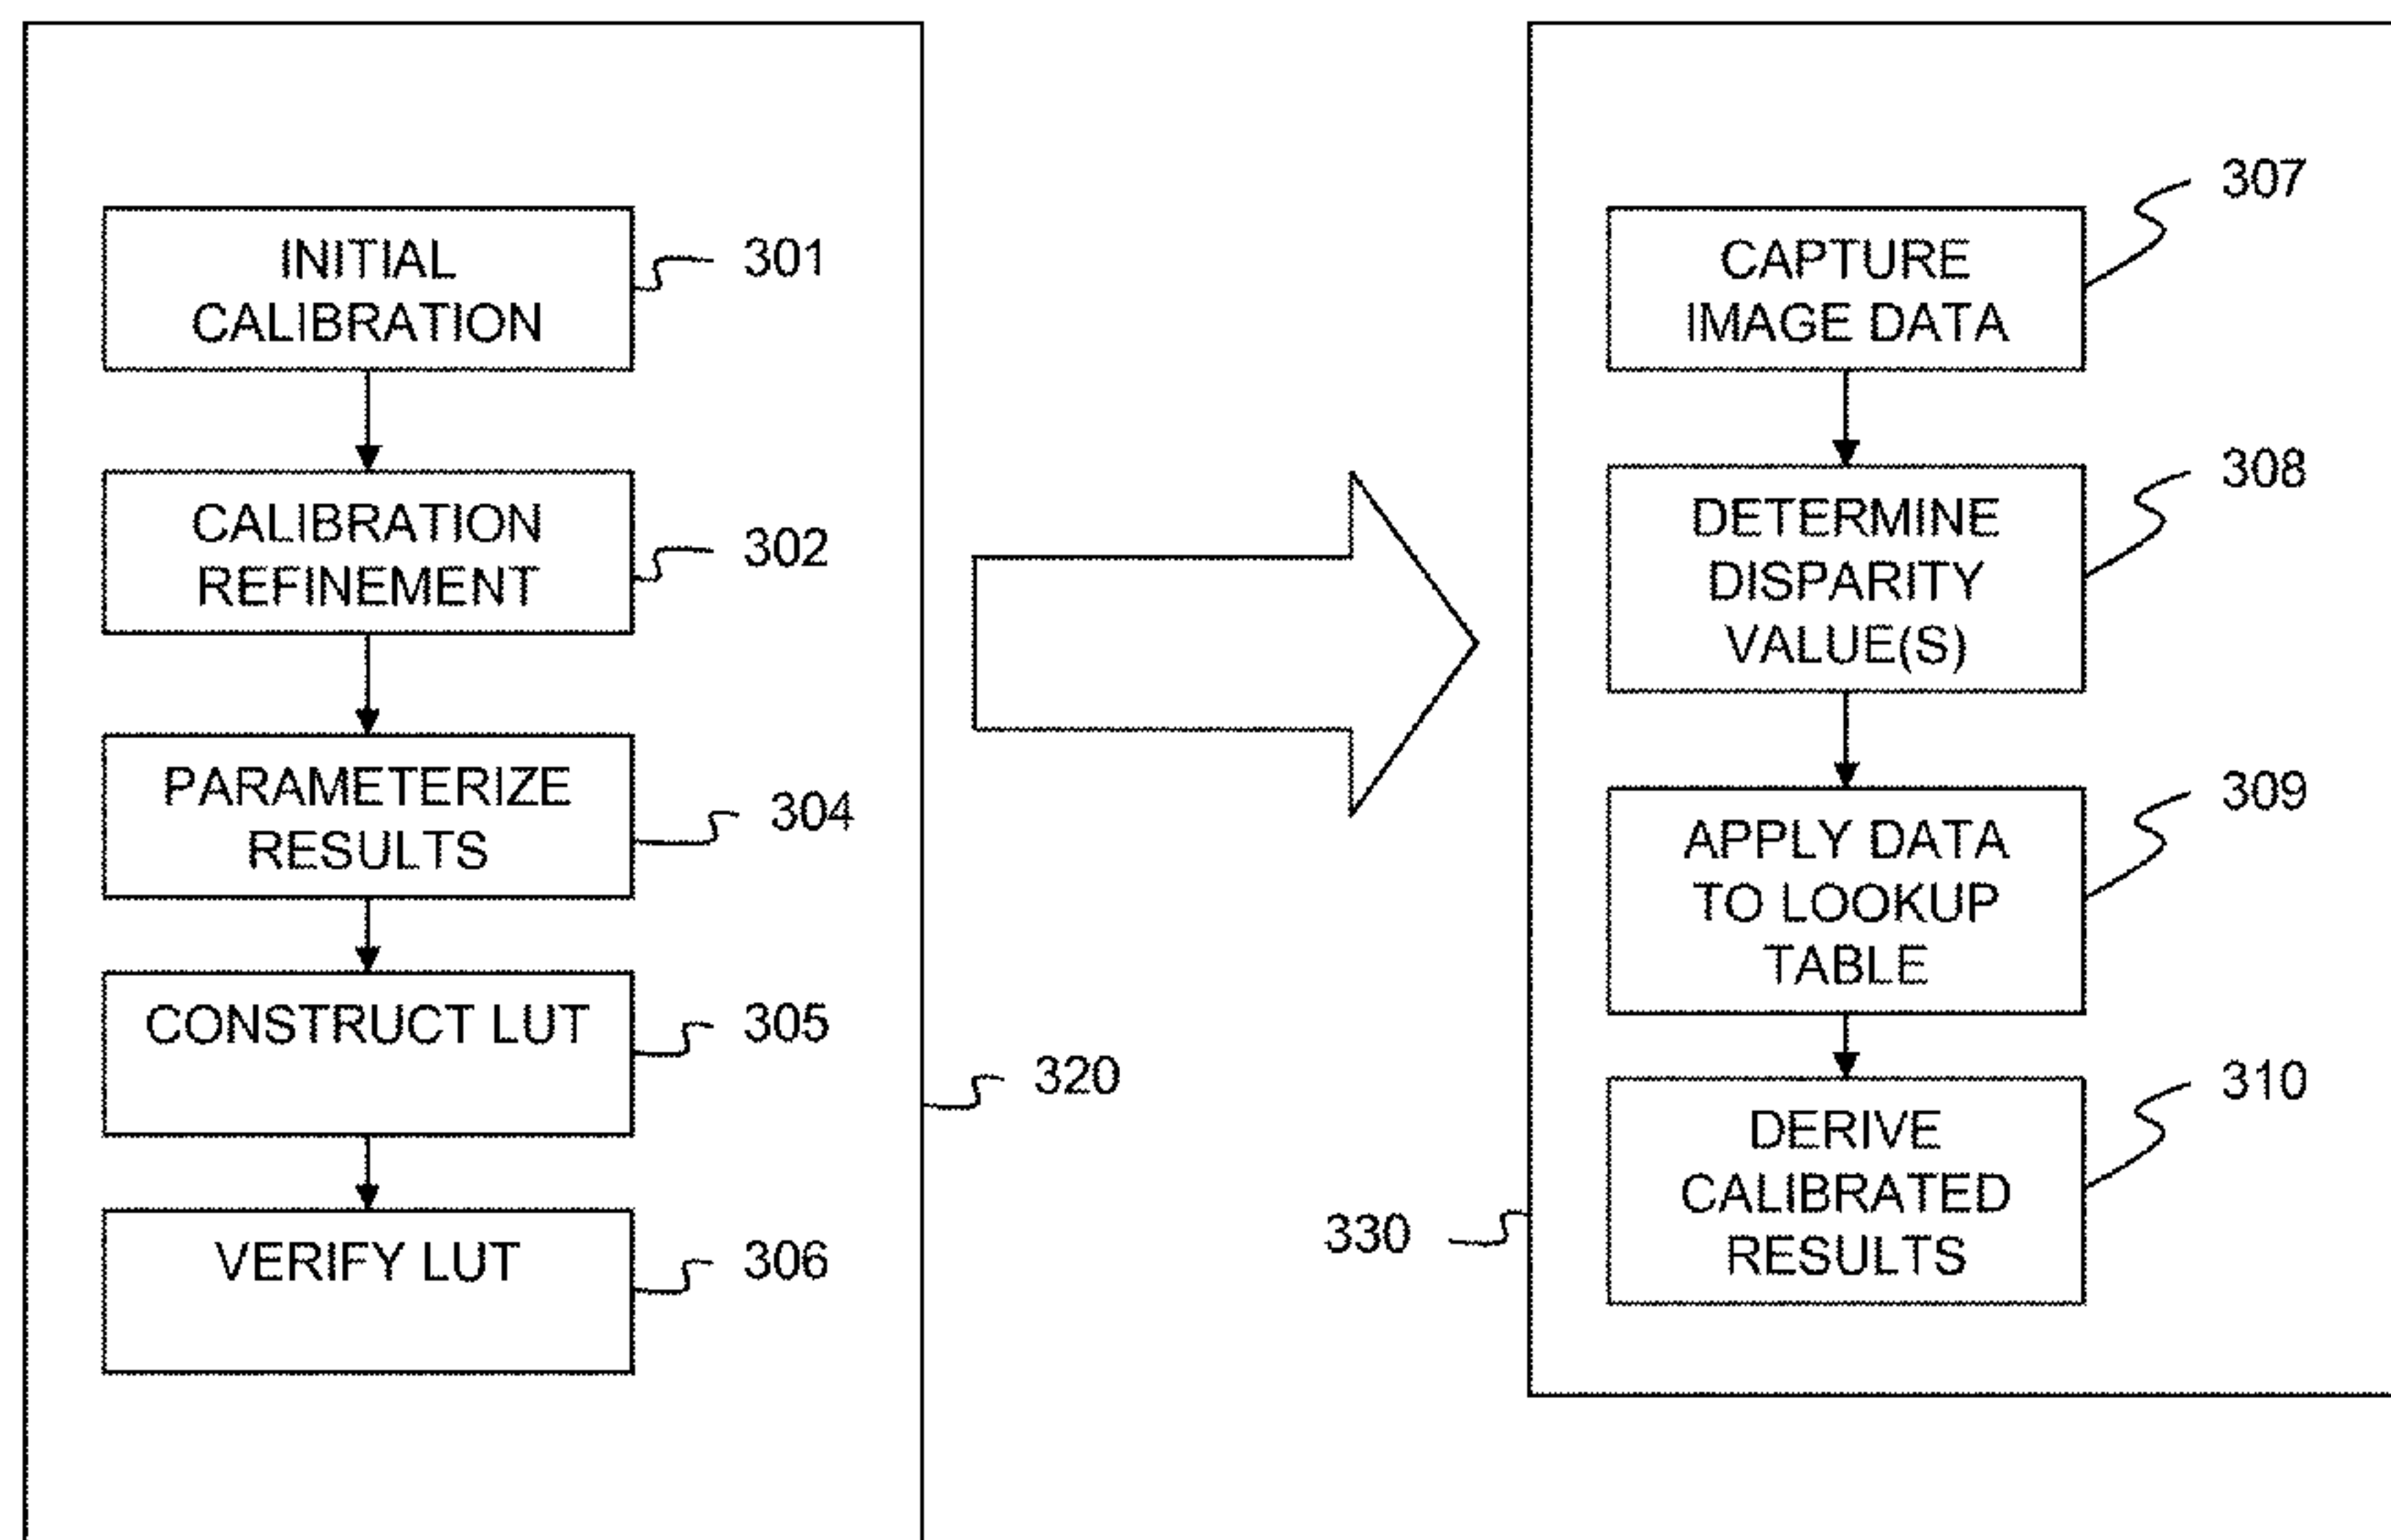 INITIAL
CALIBRATION
301
CALIBRATION
REFINEMENT
302
PARAMETERIZE
RESULTS
304
CONSTRUCT LUT
305
VERIFY LUT
306
320
CAPTURE
IMAGE DATA
307
DETERMINE
DISPARITY
VALUE(S)
308
APPLY DATA
TO LOOKUP
TABLE
309
DERIVE
CALIBRATED
RESULTS
310
330